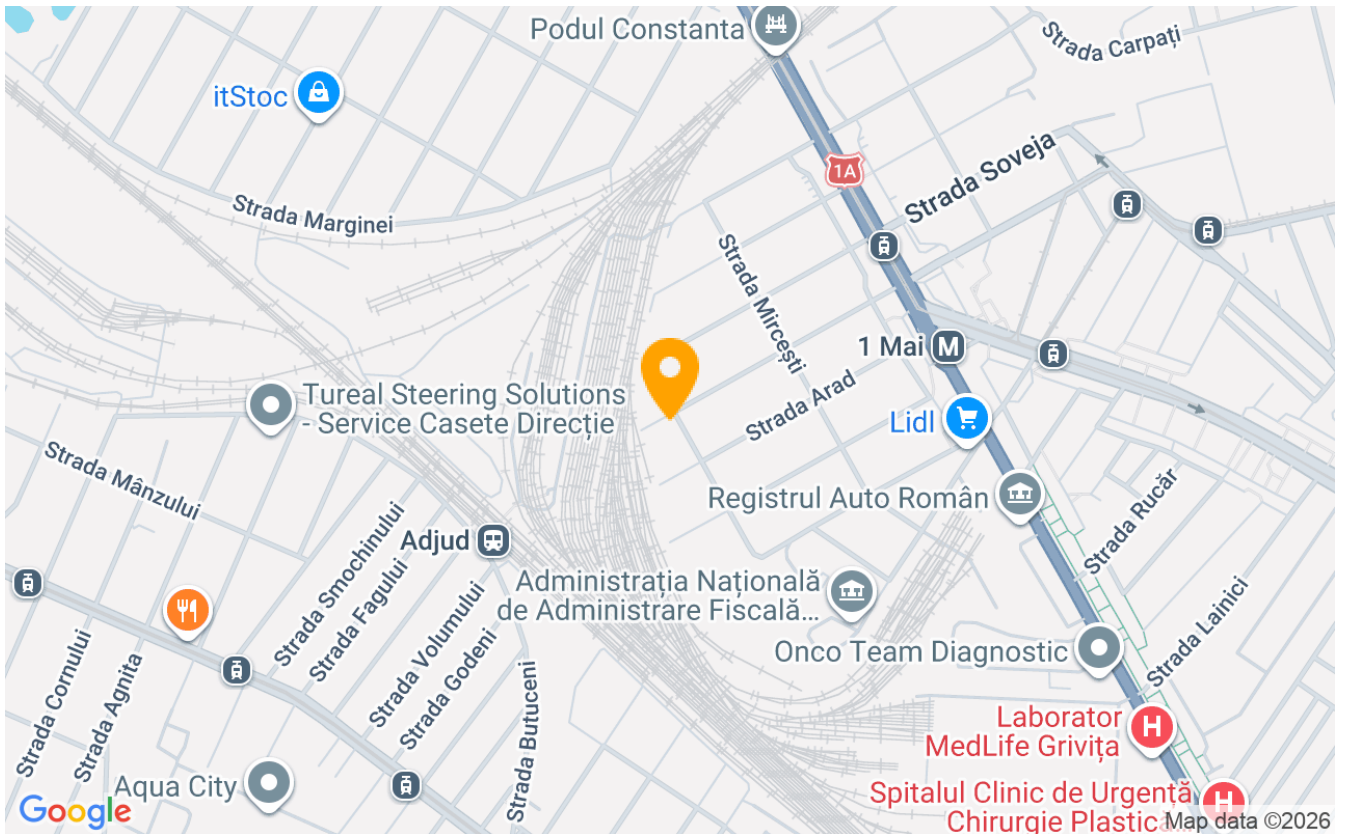 Podul Constanta
Strada Carpați
itStoc
1A
Strada Soveja
Strada Marginei
Strada Mircești
1 Mai M
Tureal Steering Solutions
- Service Casete Direcție
Strada Arad
Lidl
Strada Mânzului
Registrul Auto Român
Strada Rucăr
Strada Smochinului
Adjud
Strada Fagului
Administrația Națională
de Administrare Fiscală...
Strada Volumului
Strada Lainici
Strada Cornului
Strada Agnita
Strada Godeni
Strada Butuceni
Onco Team Diagnostic
Laborator
MedLife Grivița
H
Aqua City
Spitalul Clinic de Urgență
Chirurgie Plastică
H
Google
Map data ©2026